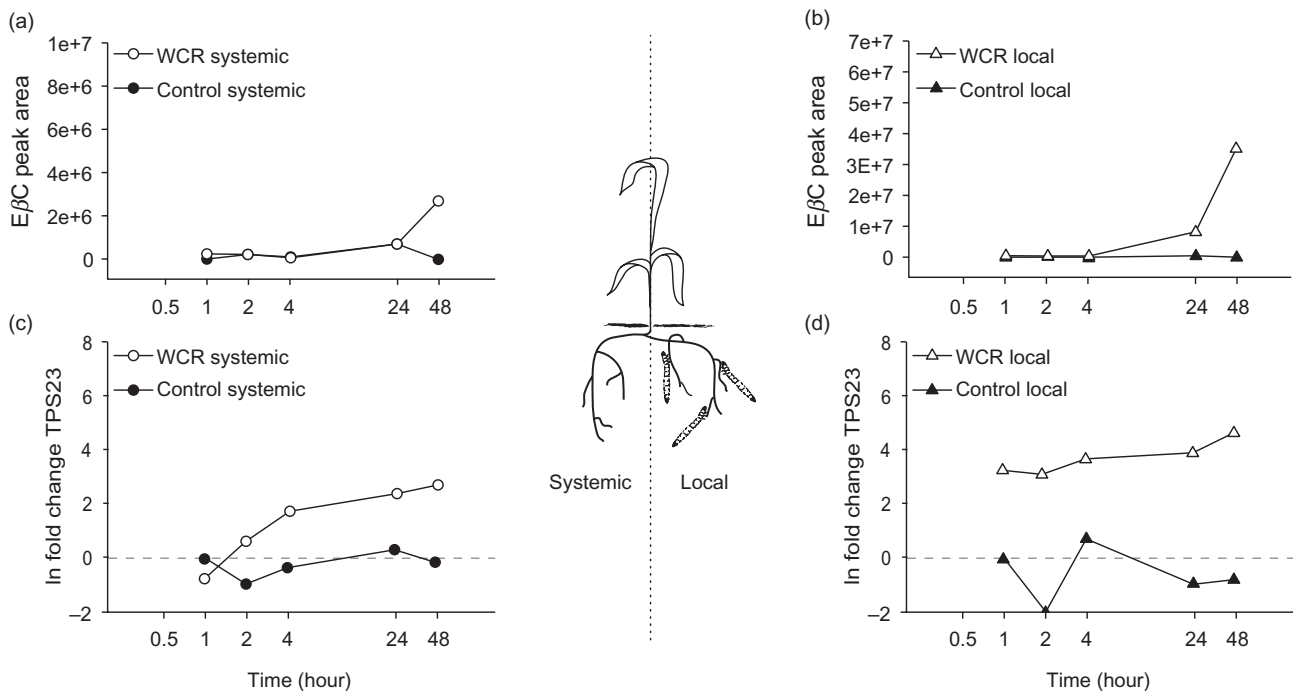 (a)
WCR systemic
Control systemic
EβC peak area
1e+7
8e+6
6e+6
4e+6
2e+6
0
0.5 1 2 4 24 48
(b)
WCR local
Control local
EβC peak area
7e+7
6e+7
5e+7
4e+7
3E+7
2e+7
1e+7
0
0.5 1 2 4 24 48
(c)
WCR systemic
Control systemic
In fold change TPS23
8
6
4
2
0
–2
0.5 1 2 4 24 48
Time (hour)
Systemic Local
(d)
WCR local
Control local
In fold change TPS23
8
6
4
2
0
–2
0.5 1 2 4 24 48
Time (hour)